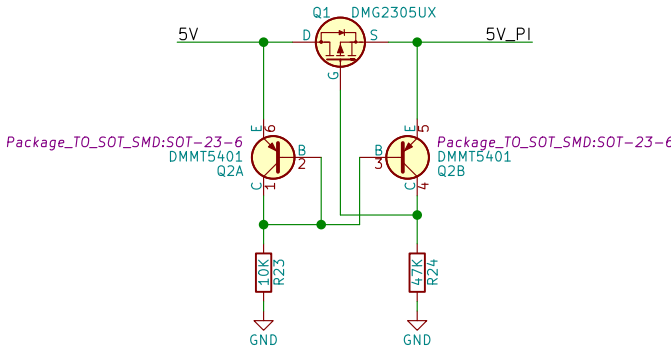 Q1 DMG2305UX
5V D S 5V_PI
G
E 6 E 5
Package_TO_SOT_SMD:SOT-23-6 Package_TO_SOT_SMD:SOT-23-6
DMMT5401 B B DMMT5401
Q2A 2 3 Q2B
C 1 C 4
10K R23 47K R24
GND GND